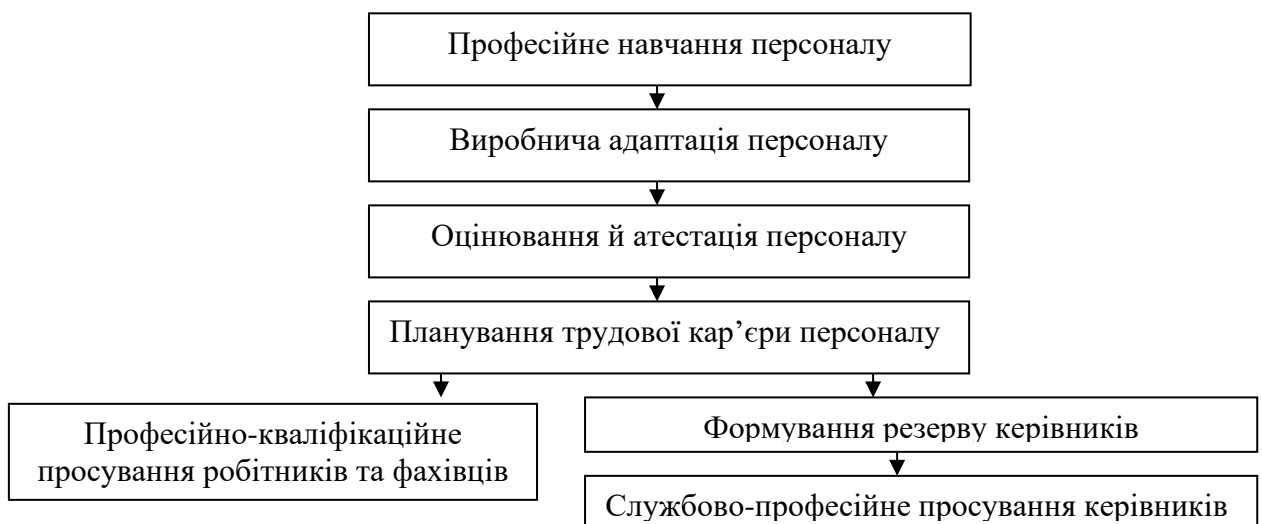 Професійне навчання персоналу
Виробнича адаптація персоналу
Оцінювання й атестація персоналу
Планування трудової кар’єри персоналу
Професійно-кваліфікаційне
просування робітників та фахівців
Формування резерву керівників
Службово-професійне просування керівників